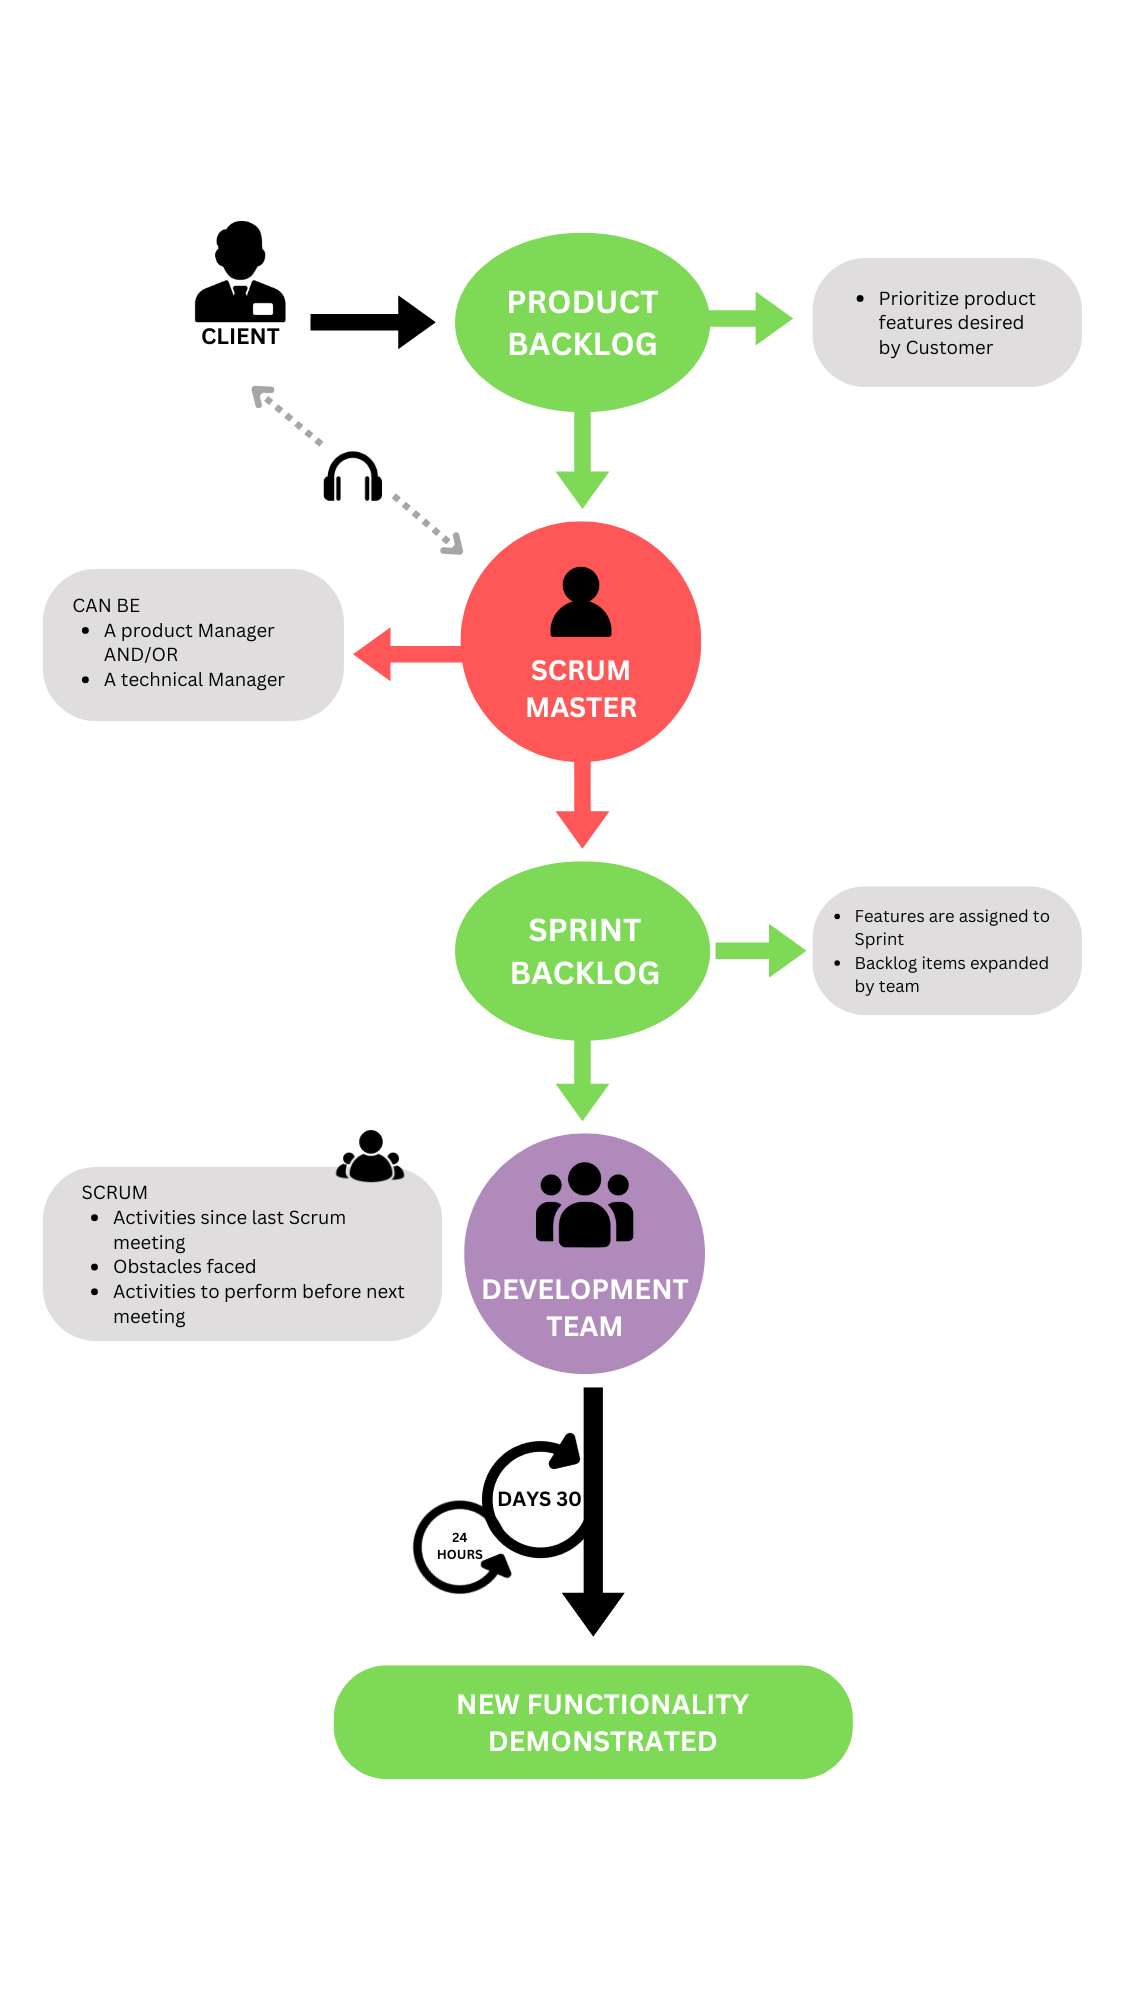 CLIENT
PRODUCT
BACKLOG
• Prioritize product
features desired
by Customer
CAN BE
• A product Manager
AND/OR
• A technical Manager
SCRUM
MASTER
SPRINT
BACKLOG
• Features are assigned to
Sprint
• Backlog items expanded
by team
SCRUM
• Activities since last Scrum
meeting
• Obstacles faced
• Activities to perform before next
meeting
DEVELOPMENT
TEAM
DAYS 30
24
HOURS
NEW FUNCTIONALITY
DEMONSTRATED